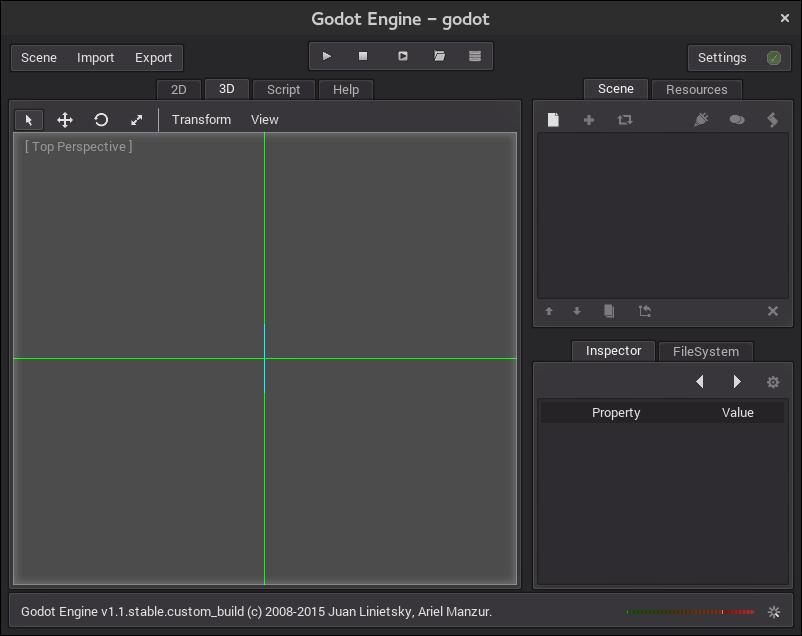 Godot Engine – godot
Scene Import Export
Settings
2D 3D Script Help
Scene Resources
Transform View
[ Top Perspective ]
Inspector FileSystem
Property Value
Godot Engine v1.1.stable.custom_build (c) 2008-2015 Juan Linietsky, Ariel Manzur.